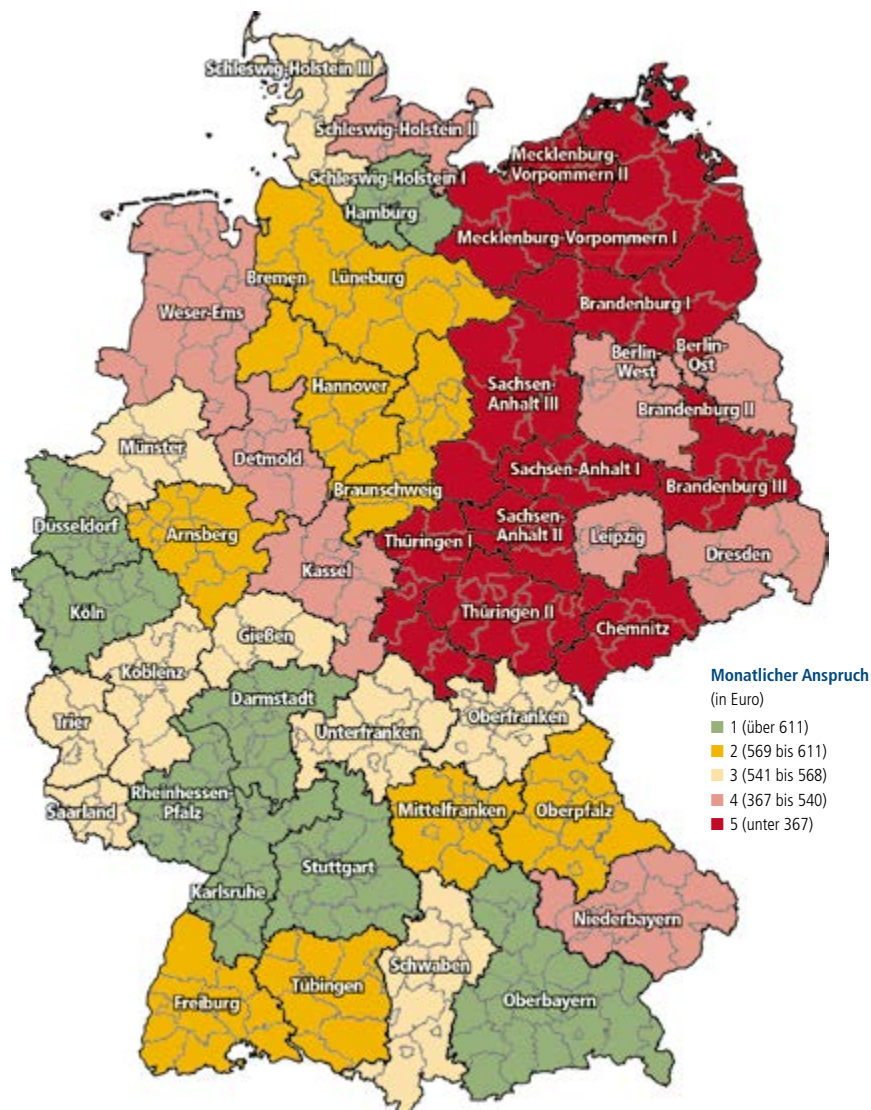 Schleswig-Holstein III
Schleswig-Holstein II
Schleswig-Holstein I
Hamburg
Mecklenburg-
Vorpommern II
Mecklenburg-Vorpommern I
Bremen
Lüneburg
Weser-Ems
Brandenburg I
Berlin-
West
Berlin-
Ost
Hannover
Sachsen-
Anhalt III
Brandenburg II
Münster
Detmold
Sachsen-Anhalt I
Braunschweig
Brandenburg III
Düsseldorf
Arnsberg
Sachsen-
Anhalt II
Thüringen I
Leipzig
Dresden
Kassel
Köln
Thüringen II
Chemnitz
Gießen
Koblenz
Darmstadt
Trier
Unterfranken
Oberfranken
Saarland
Rheinhessen-
Pfalz
Mittelfranken
Oberpfalz
Stuttgart
Karlsruhe
Niederbayern
Schwaben
Tübingen
Freiburg
Oberbayern
Monatlicher Anspruch
(in Euro)
1 (über 611)
2 (569 bis 611)
3 (541 bis 568)
4 (367 bis 540)
5 (unter 367)